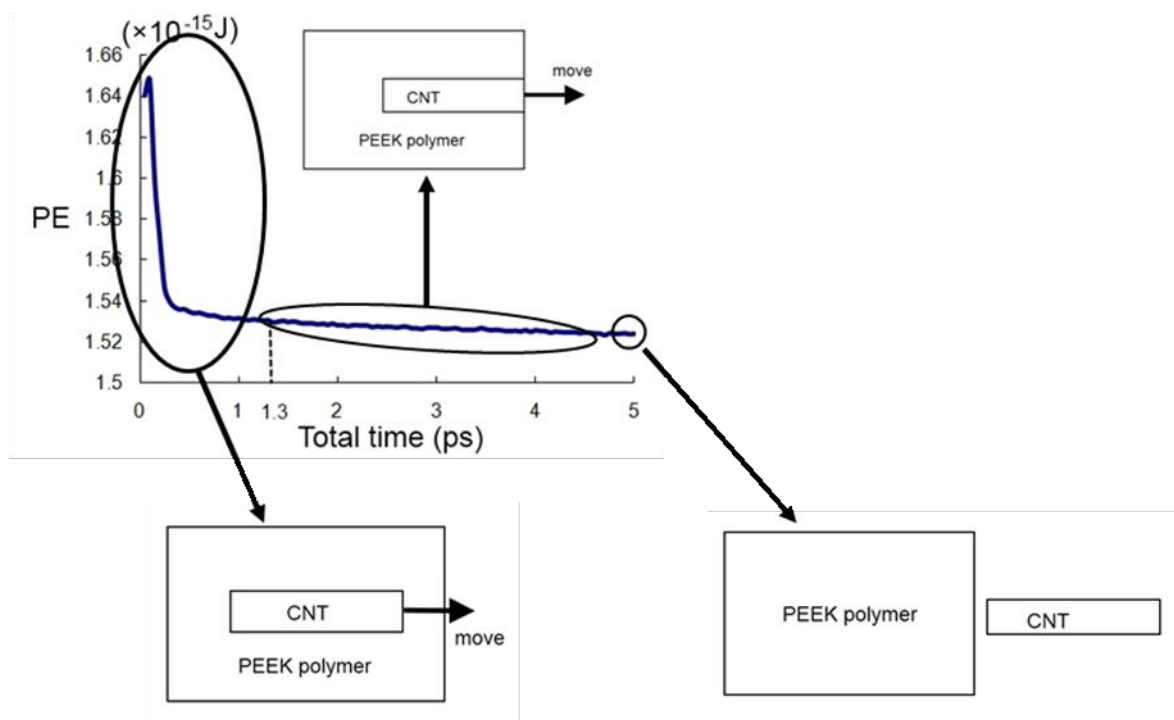 (×10⁻¹⁵J)
1.66
1.64
1.62
1.6
1.58
1.56
1.54
1.52
1.5
PE
0 1 1.3 2 3 4 5
Total time (ps)
CNT
move
PEEK polymer
CNT
move
PEEK polymer
PEEK polymer
CNT